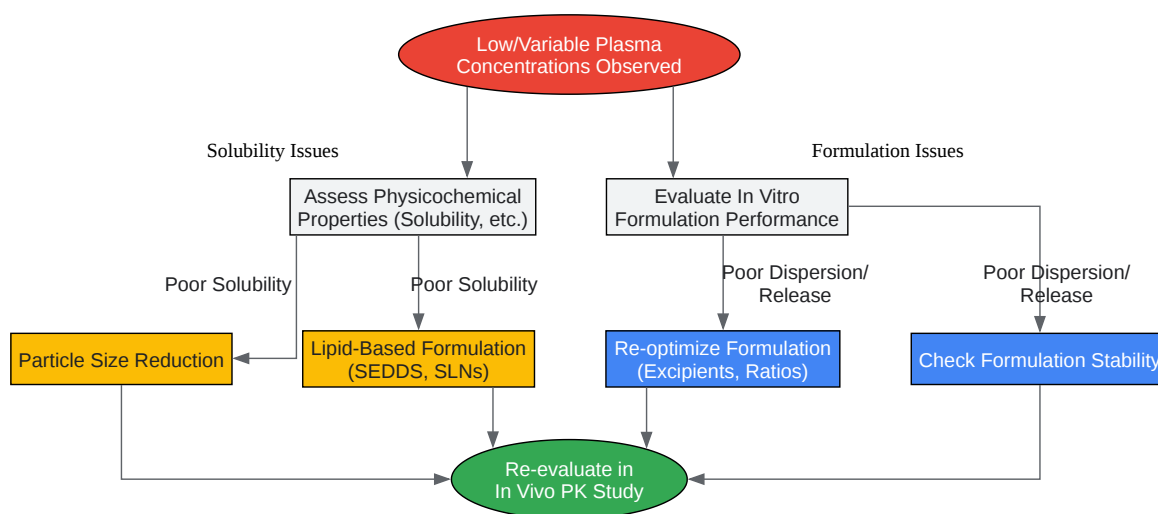 Low/Variable Plasma
Concentrations Observed
Solubility Issues
Formulation Issues
Assess Physicochemical
Properties (Solubility, etc.)
Evaluate In Vitro
Formulation Performance
Poor Solubility
Poor Solubility
Poor Dispersion/
Release
Poor Dispersion/
Release
Particle Size Reduction
Lipid-Based Formulation
(SEDDS, SLNs)
Re-optimize Formulation
(Excipients, Ratios)
Check Formulation Stability
Re-evaluate in
In Vivo PK Study